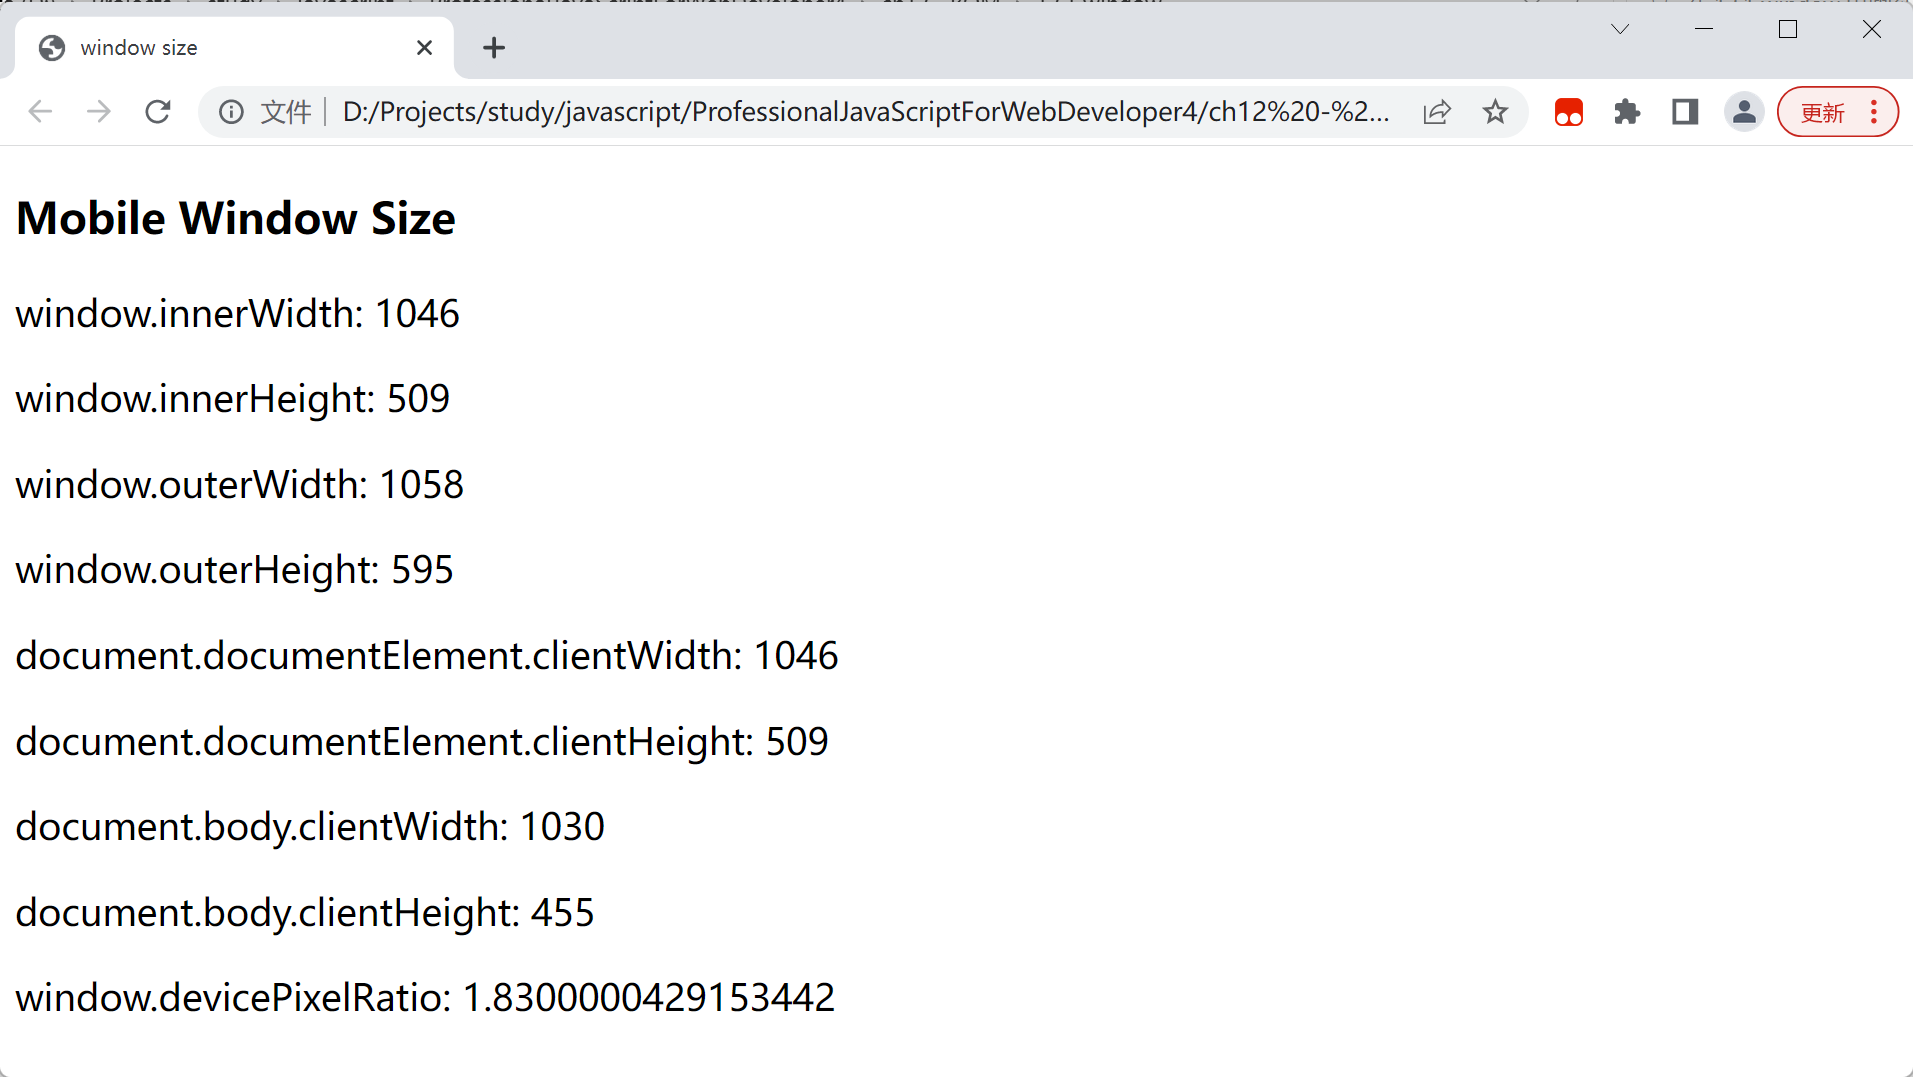 window size
文件 D:/Projects/study/javascript/ProfessionalJavaScriptForWebDeveloper4/ch12%20-%2... 更新
Mobile Window Size
window.innerWidth: 1046
window.innerHeight: 509
window.outerWidth: 1058
window.outerHeight: 595
document.documentElement.clientWidth: 1046
document.documentElement.clientHeight: 509
document.body.clientWidth: 1030
document.body.clientHeight: 455
window.devicePixelRatio: 1.8300000429153442